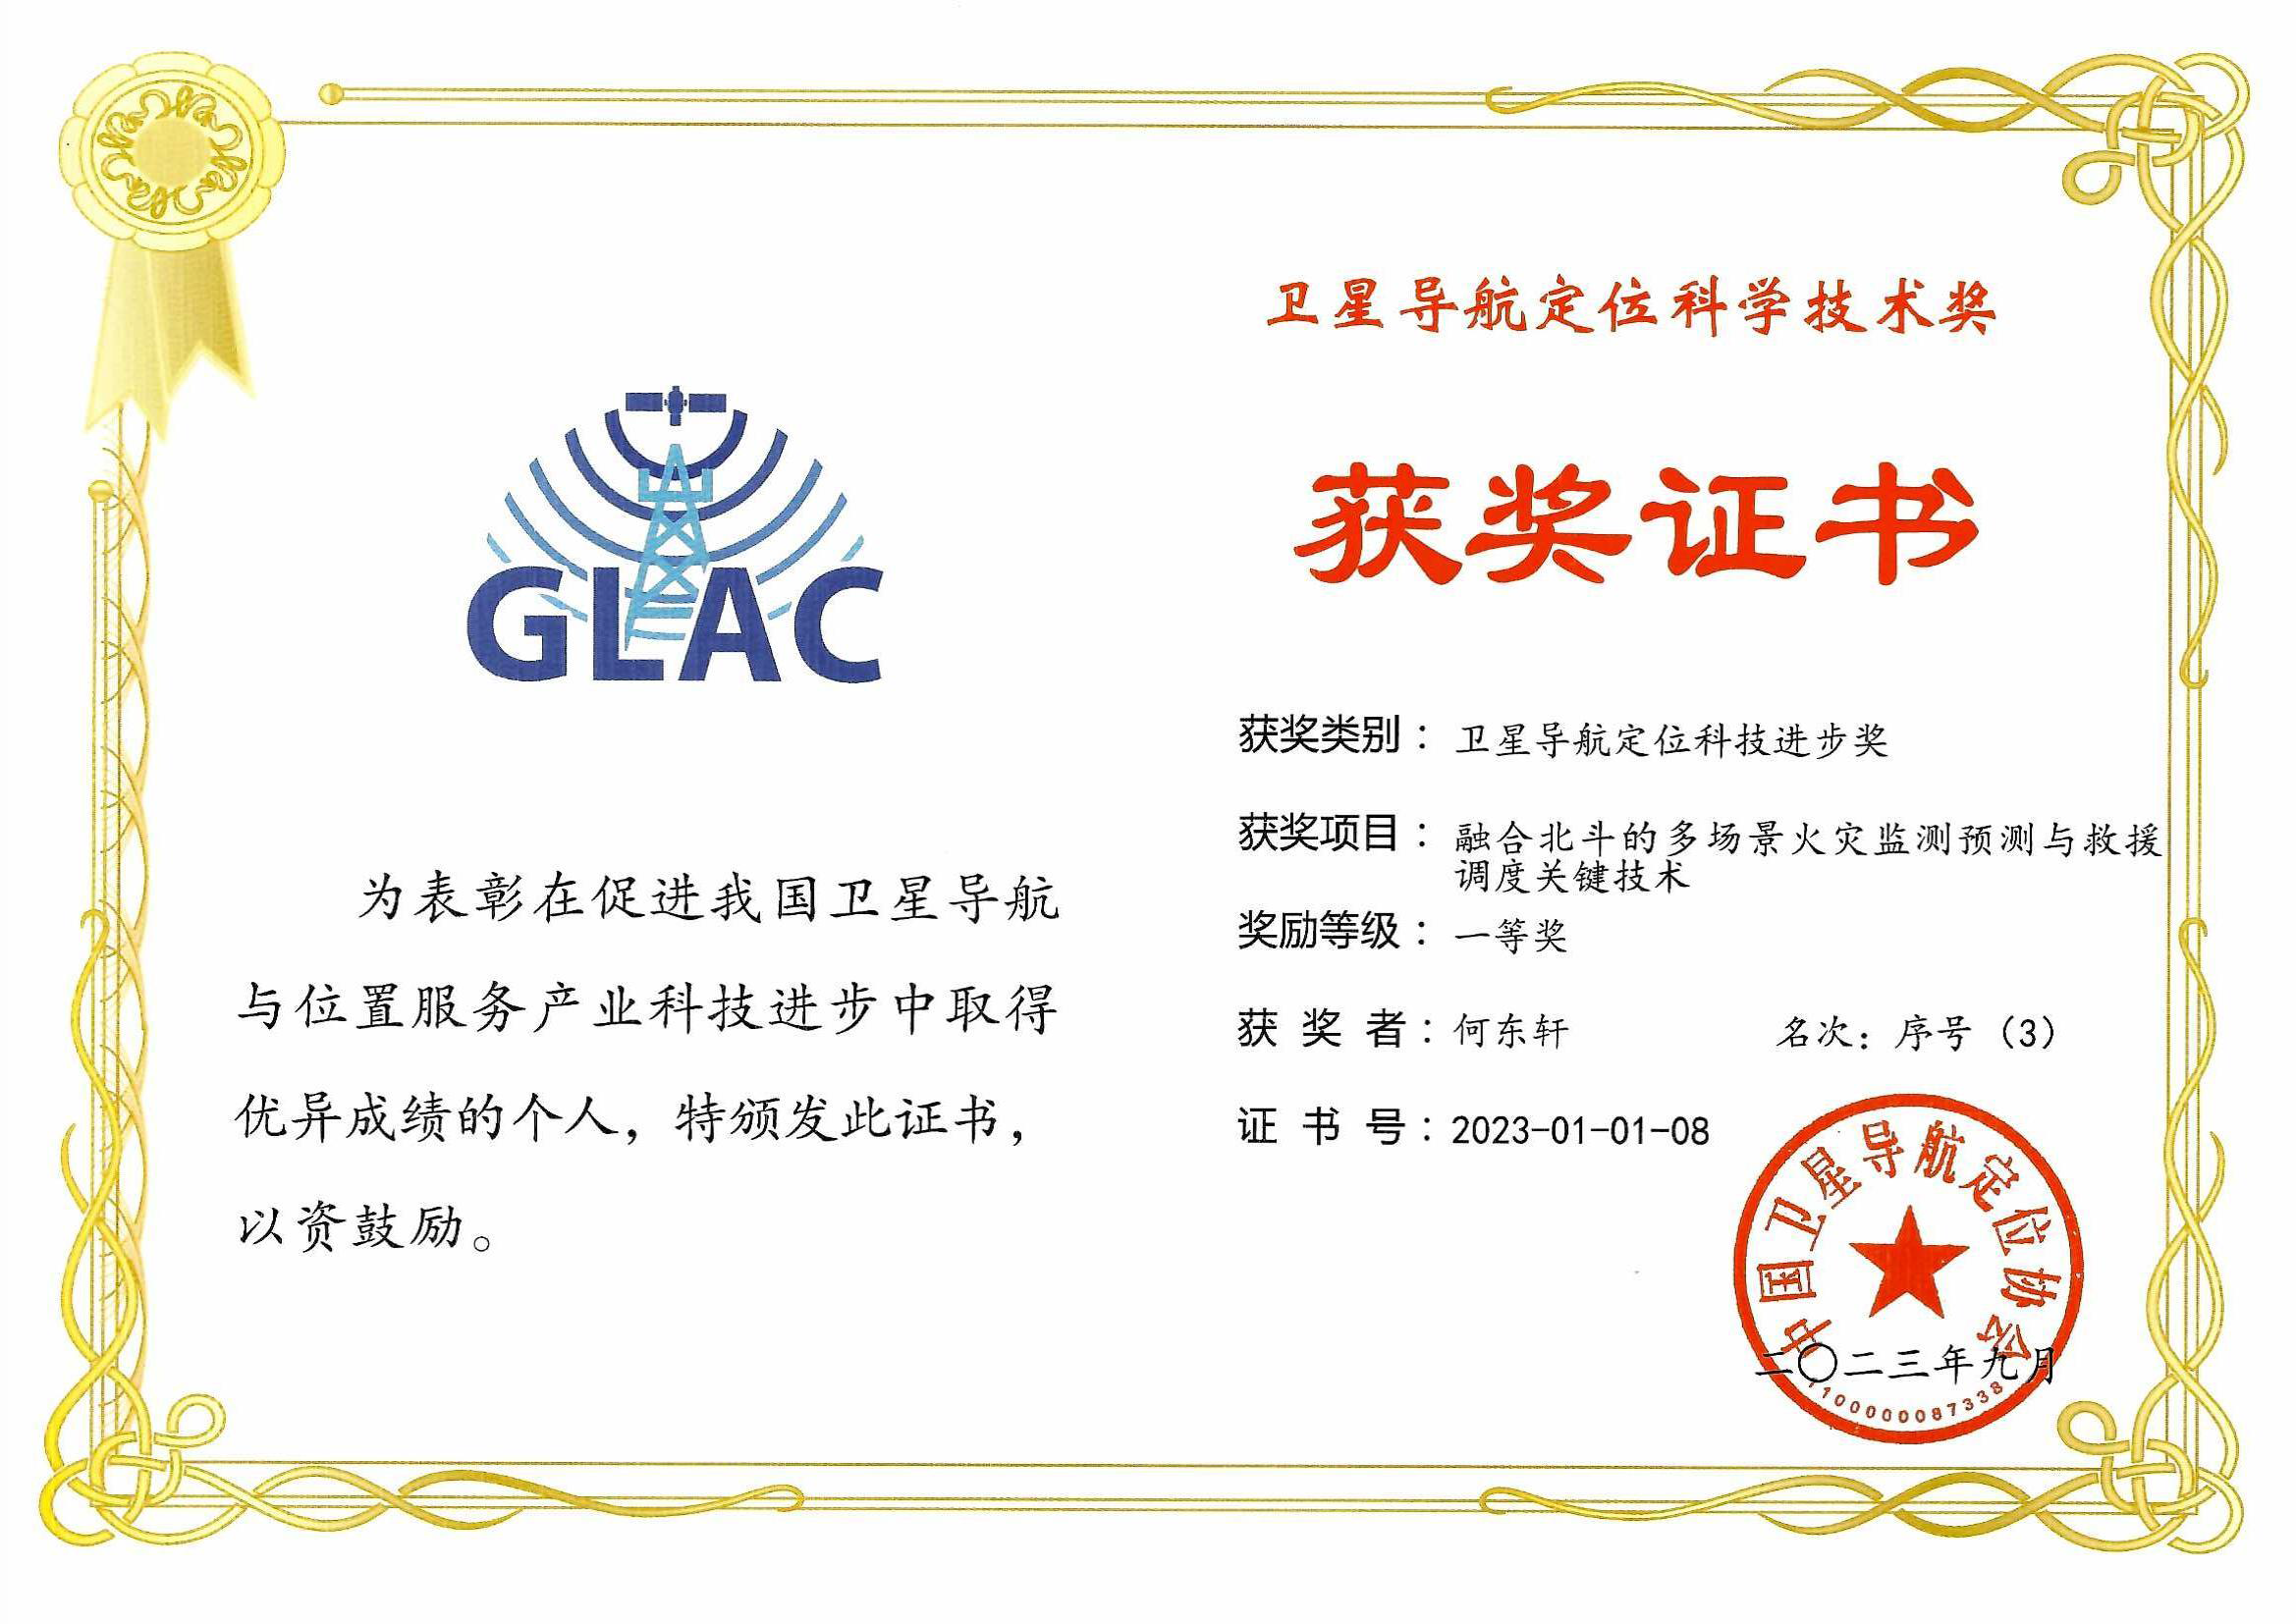 GLAC
为表彰在促进我国卫星导航
与位置服务产业科技进步中取得
优异成绩的个人，特颁发此证书，
以资鼓励。
卫星导航定位科学技术奖
获奖证书
获奖类别：卫星导航定位科技进步奖
获奖项目：融合北斗的多场景火灾监测预测与救援
调度关键技术
奖励等级：一等奖
获奖者：何东轩 名次：序号（3）
证书号：2023-01-01-08
中国卫星导航定位协会
二〇二三年九月
1100000087338